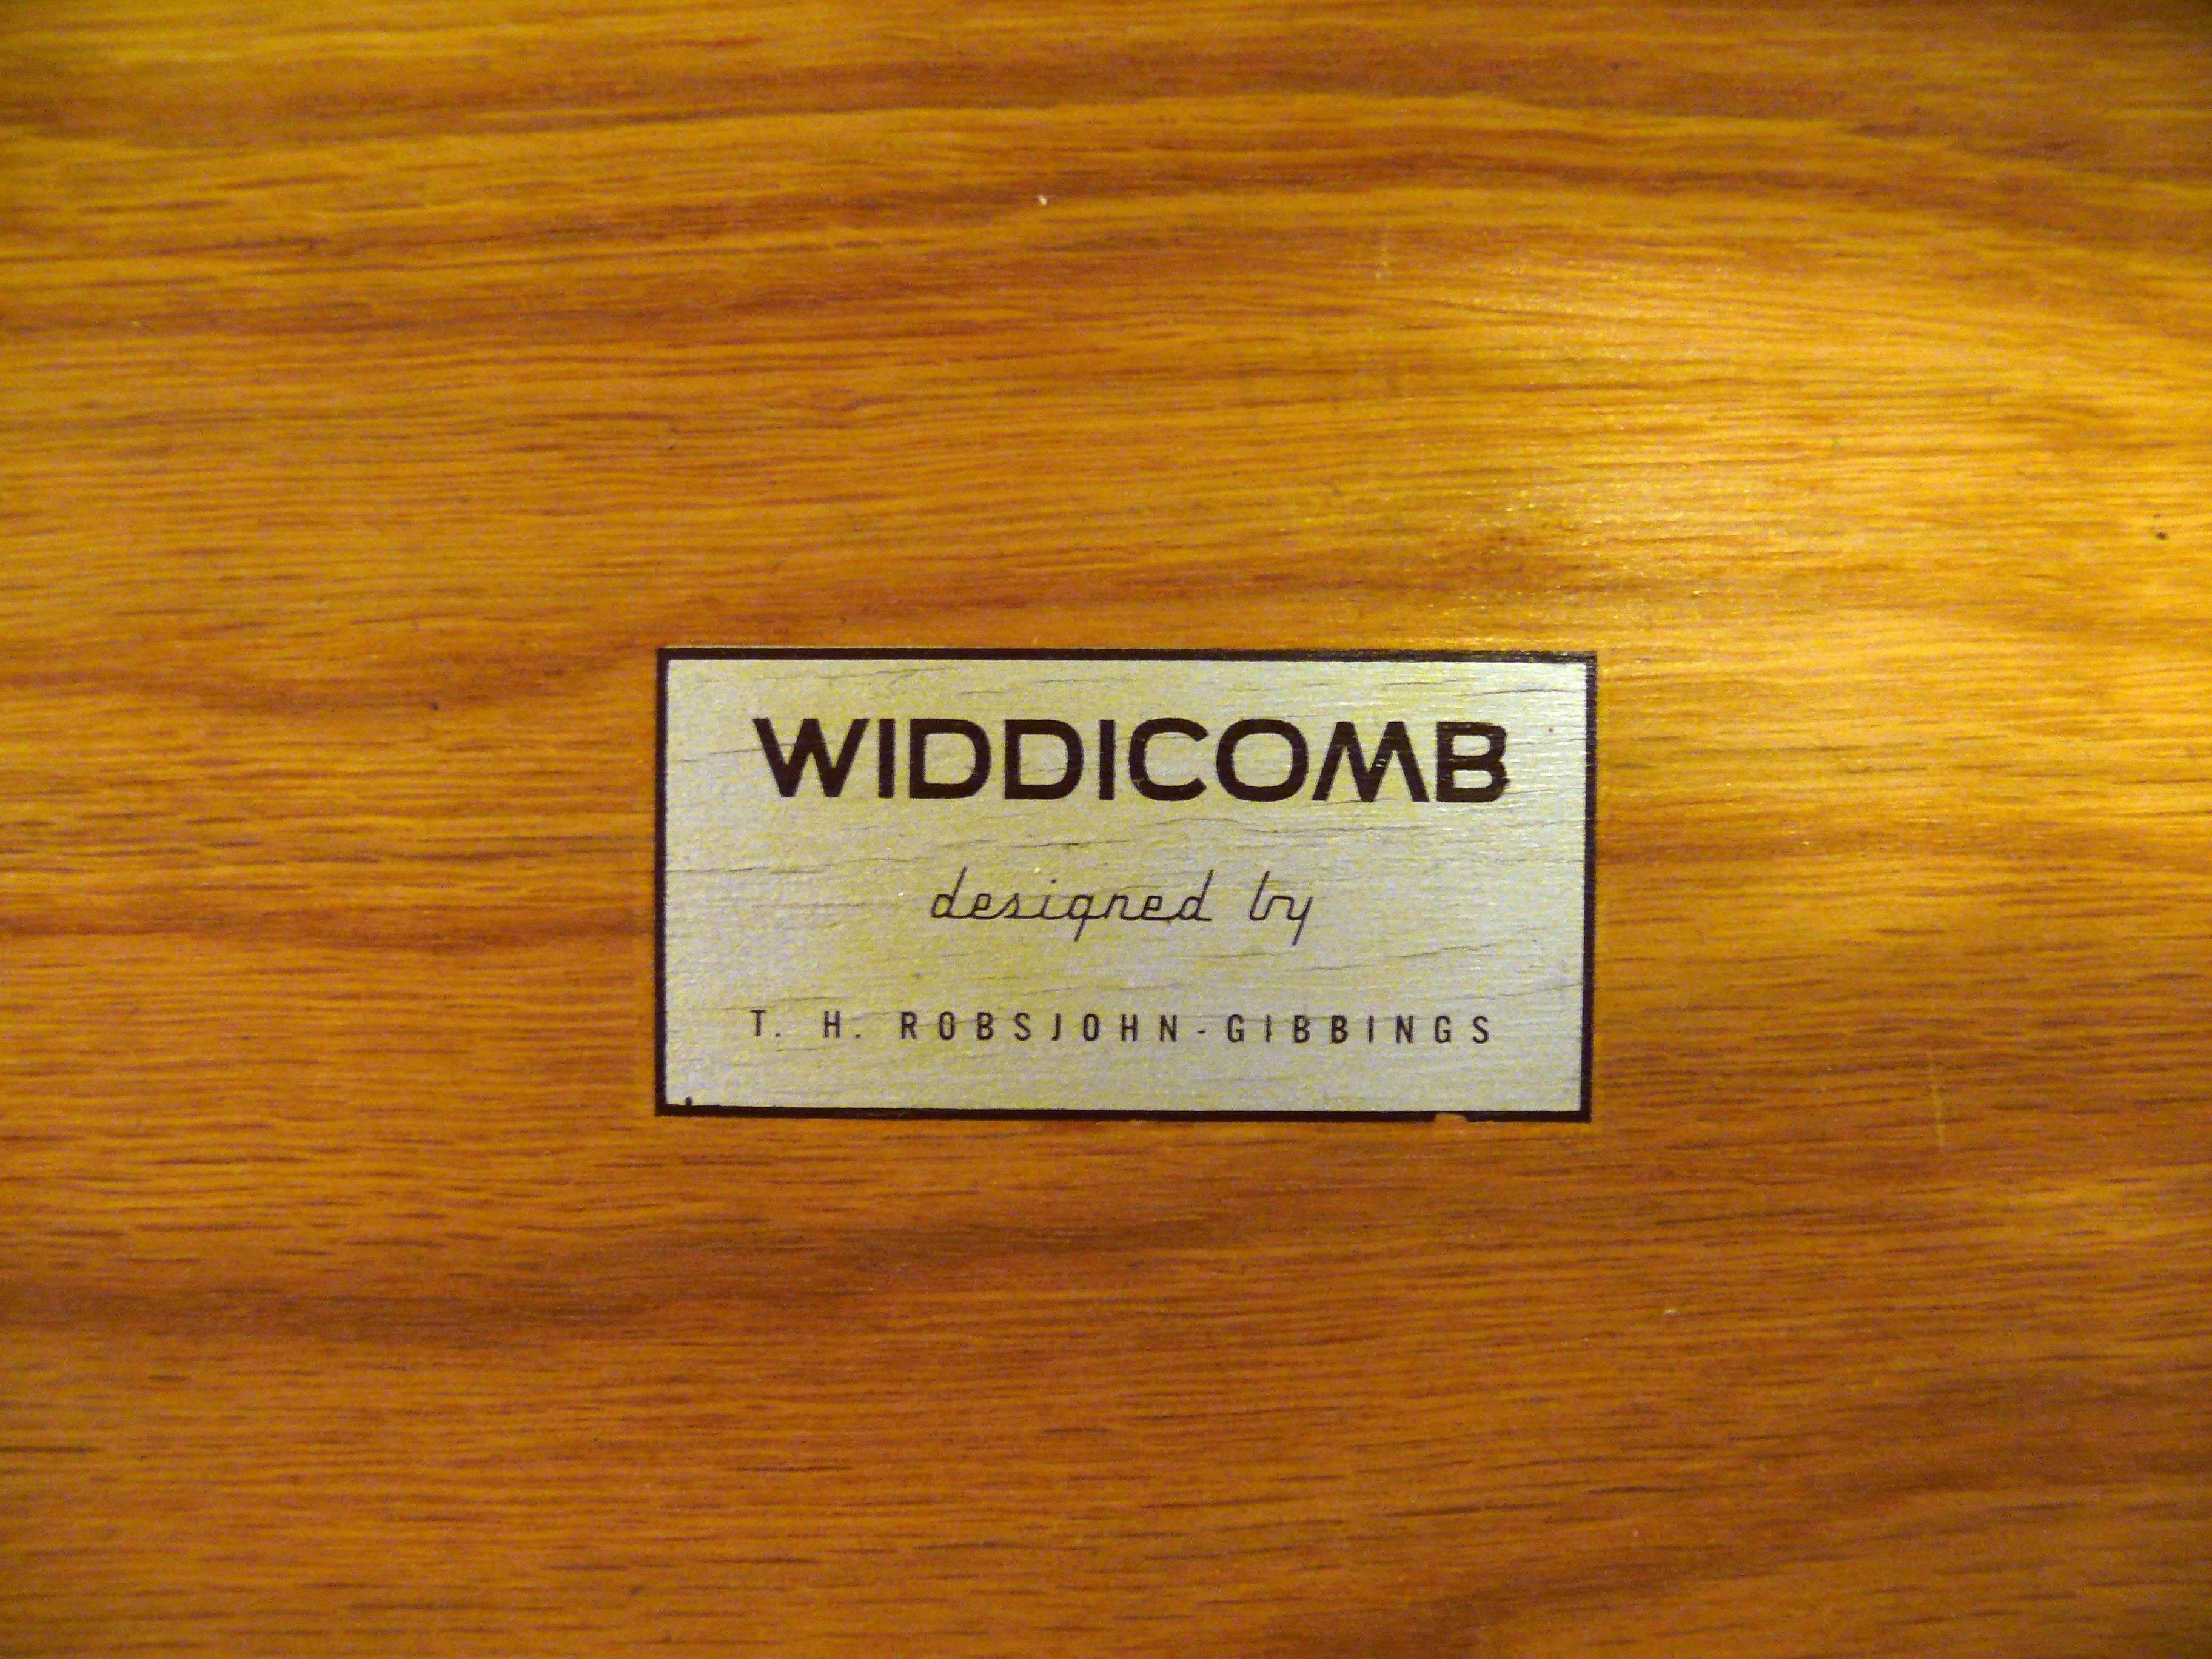 WIDDICOMB
designed by
T. H. ROBSJOHN-GIBBINGS